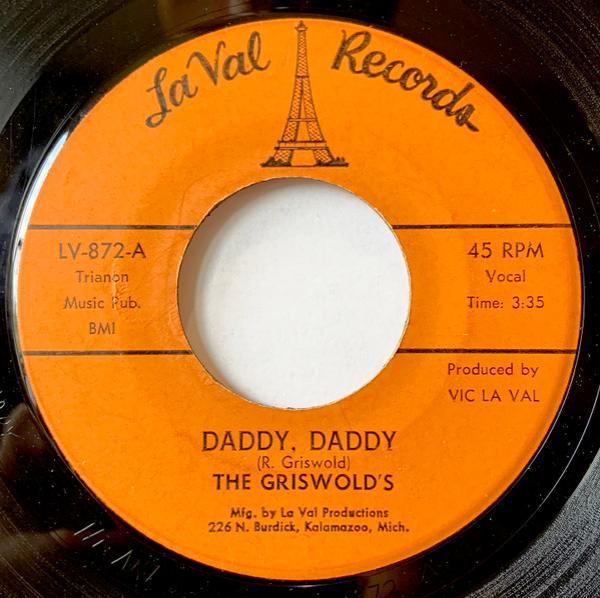 La Val Records
LV-872-A
Trianon
Music Pub.
BMI
45 RPM
Vocal
Time: 3:35
Produced by
VIC LA VAL
DADDY, DADDY
(R. Griswold)
THE GRISWOLD'S
Mfg. by La Val Productions
226 N. Burdick, Kalamazoo, Mich.